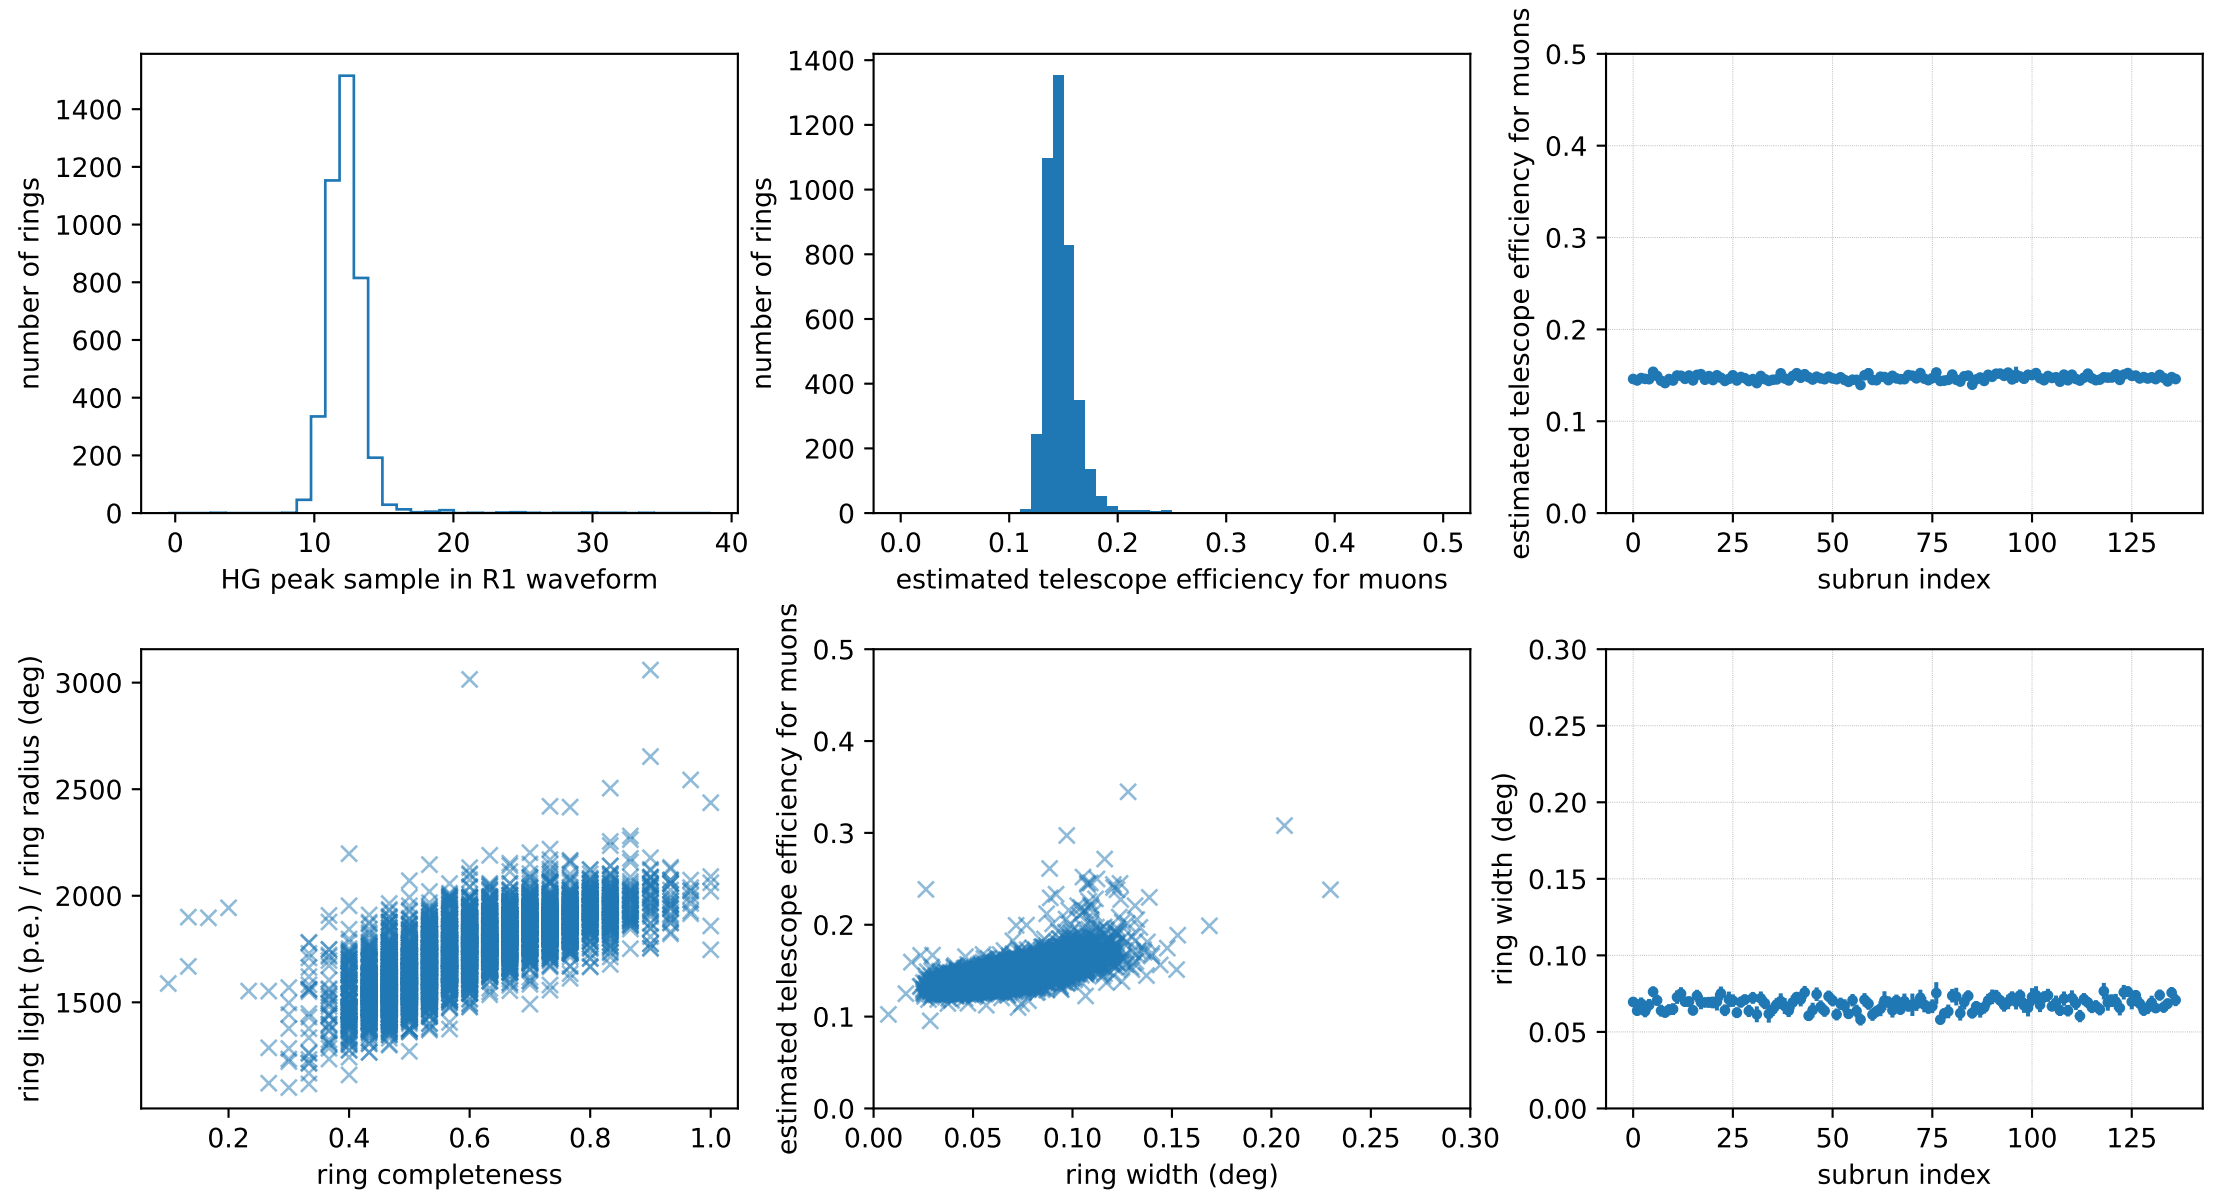 number of rings
1400
1200
1000
800
600
400
200
0
0 10 20 30 40
HG peak sample in R1 waveform
number of rings
1400
1200
1000
800
600
400
200
0
0.0 0.1 0.2 0.3 0.4 0.5
estimated telescope efficiency for muons
estimated telescope efficiency for muons
0.5
0.4
0.3
0.2
0.1
0.0
0 25 50 75 100 125
subrun index
ring light (p.e.) / ring radius (deg)
3000
2500
2000
1500
0.2 0.4 0.6 0.8 1.0
ring completeness
estimated telescope efficiency for muons
0.5
0.4
0.3
0.2
0.1
0.0
0.00 0.05 0.10 0.15 0.20 0.25 0.30
ring width (deg)
ring width (deg)
0.30
0.25
0.20
0.15
0.10
0.05
0.00
0 25 50 75 100 125
subrun index